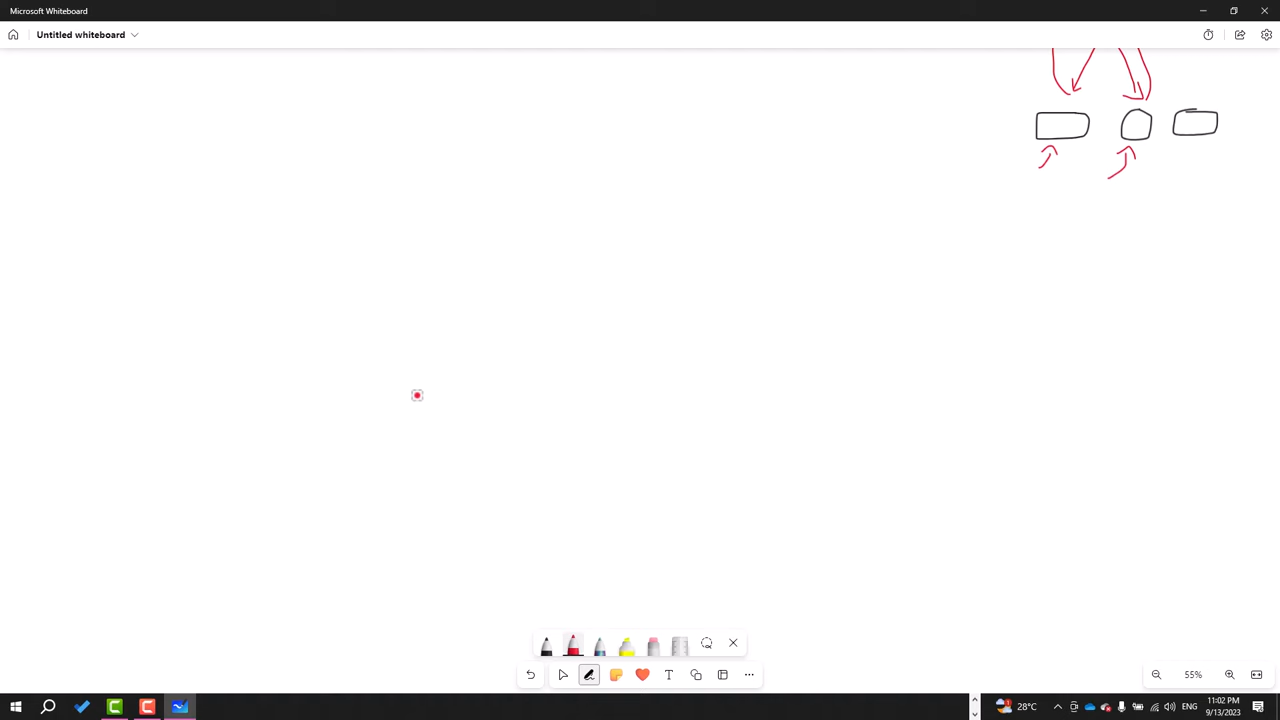 Microsoft Whiteboard
Untitled whiteboard
T
55%
28°C
ENG
11:02 PM
9/13/2023